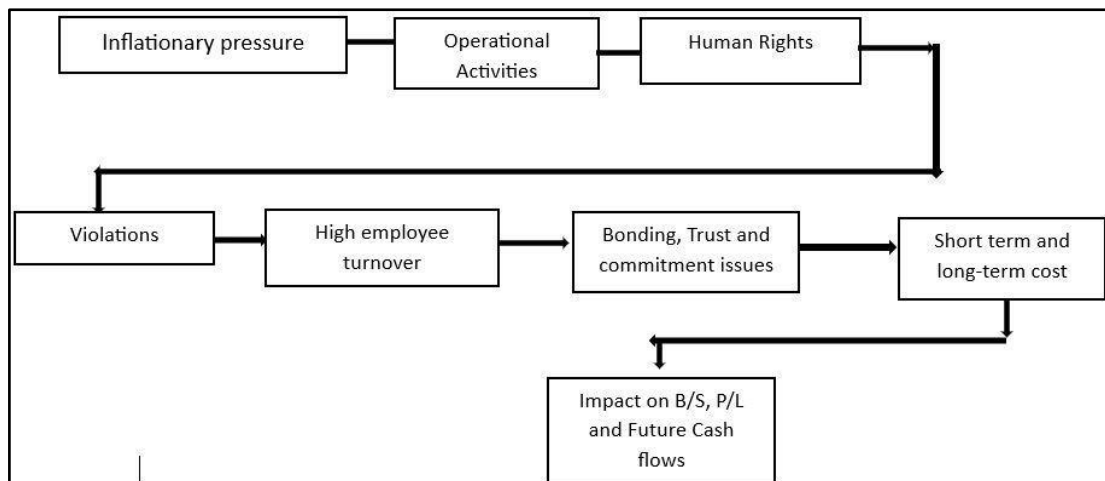 Inflationary pressure
Operational
Activities
Human Rights
Violations
High employee
turnover
Bonding, Trust and
commitment issues
Short term and
long-term cost
Impact on B/S, P/L
and Future Cash
flows